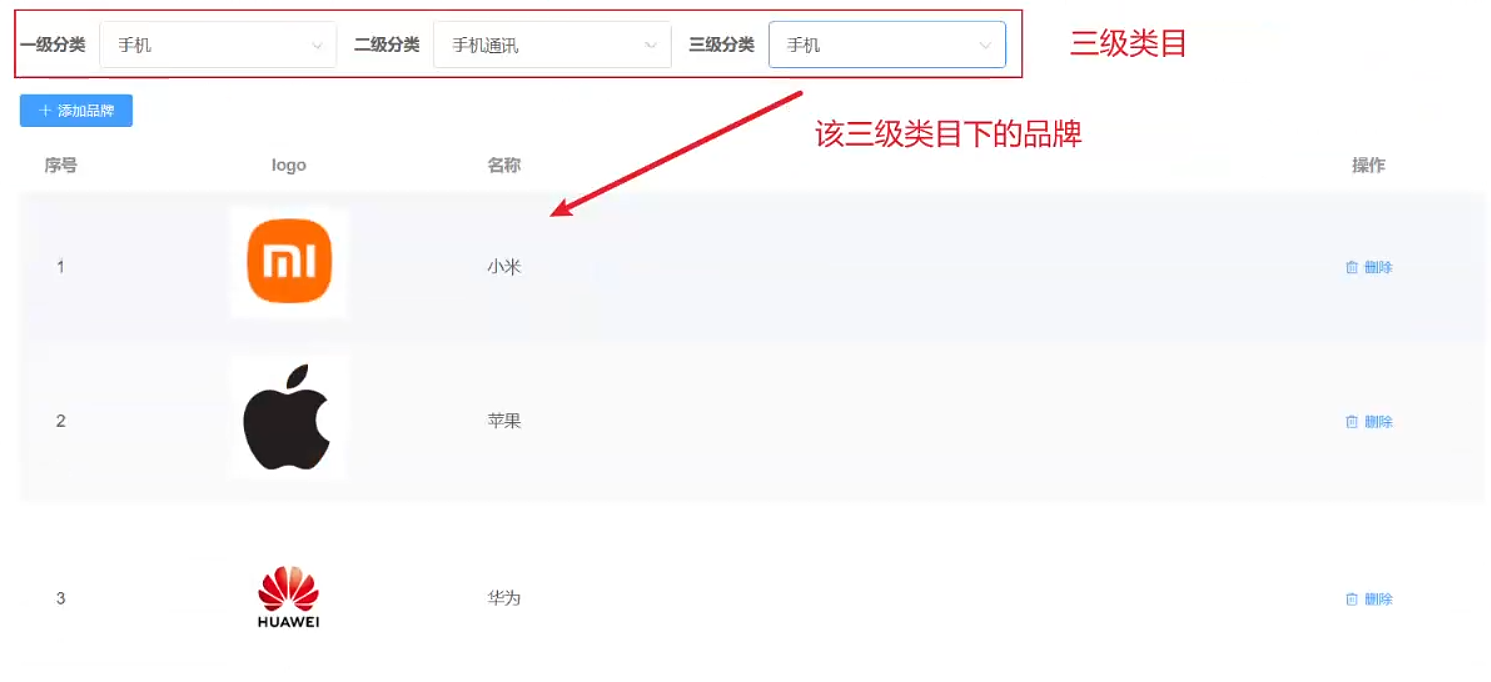 一级分类 手机 二级分类 手机通讯 三级分类 手机 三级类目
+ 添加品牌
该三级类目下的品牌
序号 logo 名称 操作
1 mi 小米 删除
2 苹果 删除
3 HUAWEI 华为 删除